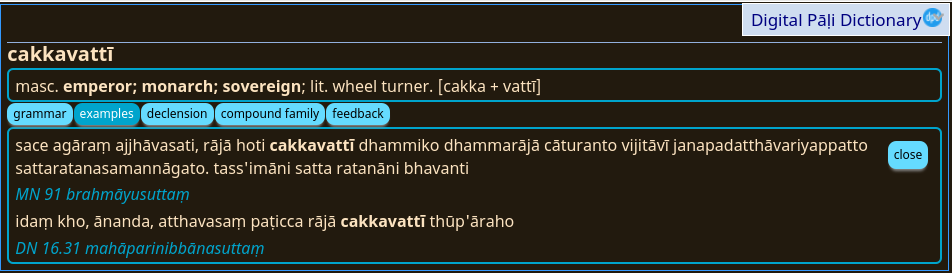 Digital Pāḷi Dictionary dpd
cakkavattī
masc. emperor; monarch; sovereign; lit. wheel turner. [cakka + vattī]
grammar examples declension compound family feedback
sace agāraṃ ajjhāvasati, rājā hoti cakkavattī dhammiko dhammarājā cāturanto vijitāvī janapadatthāvariyappatto
close
sattaratanasamannāgato. tass'imāni satta ratanāni bhavanti
MN 91 brahmāyusuttaṃ
idaṃ kho, ānanda, atthavasaṃ paṭicca rājā cakkavattī thūp'āraho
DN 16.31 mahāparinibbānasuttaṃ